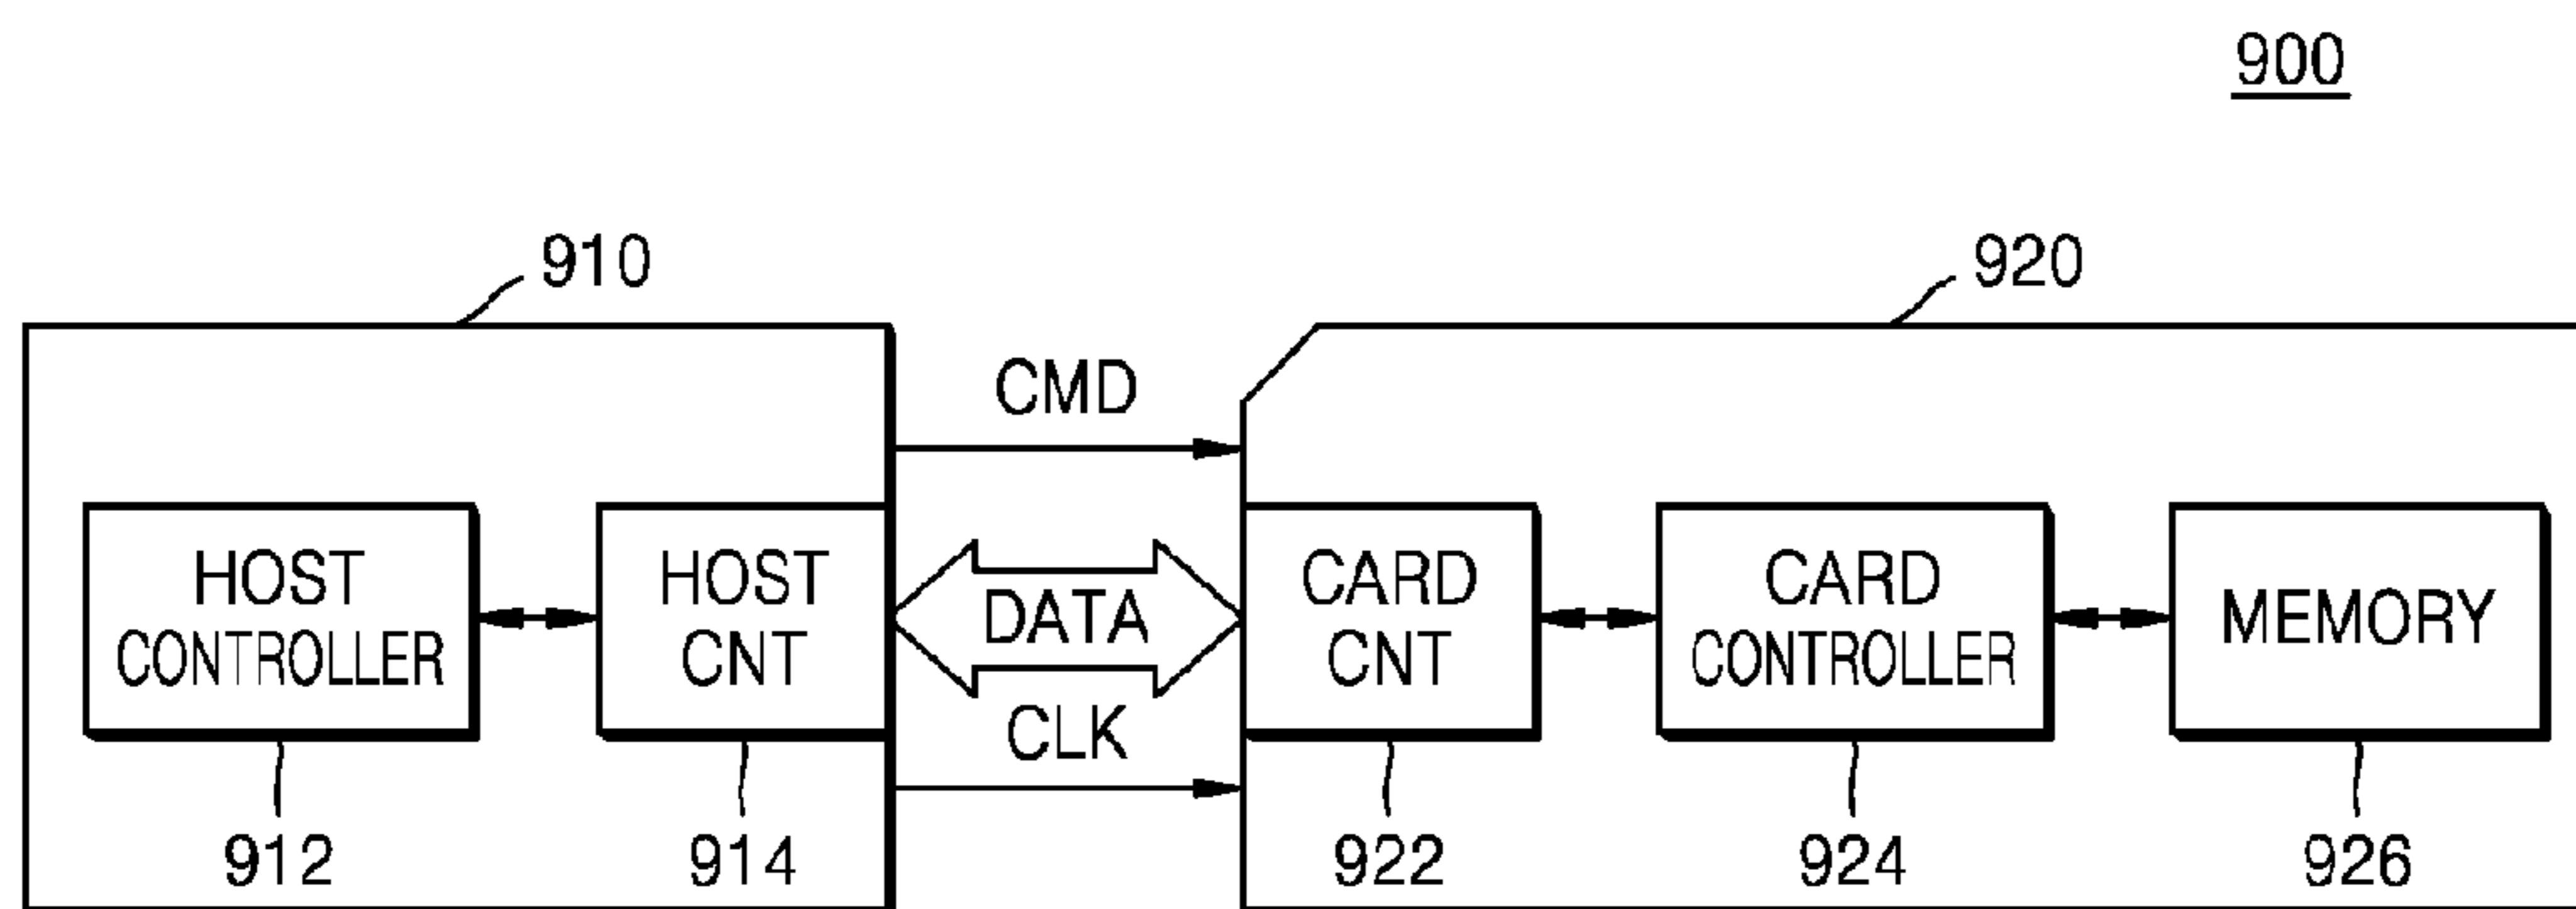 900
910
920
CMD
HOST
CONTROLLER
HOST
CNT
DATA
CARD
CNT
CARD
CONTROLLER
MEMORY
CLK
912
914
922
924
926